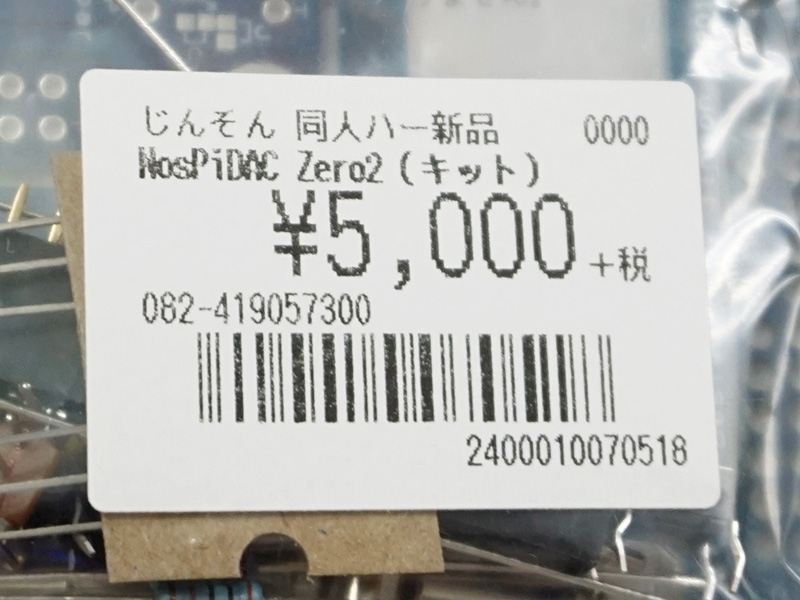 じんそん 同人ハー新品 0000
NosPiDAC Zero2(キット)
¥5,000+税
082-419057300
2400010070518